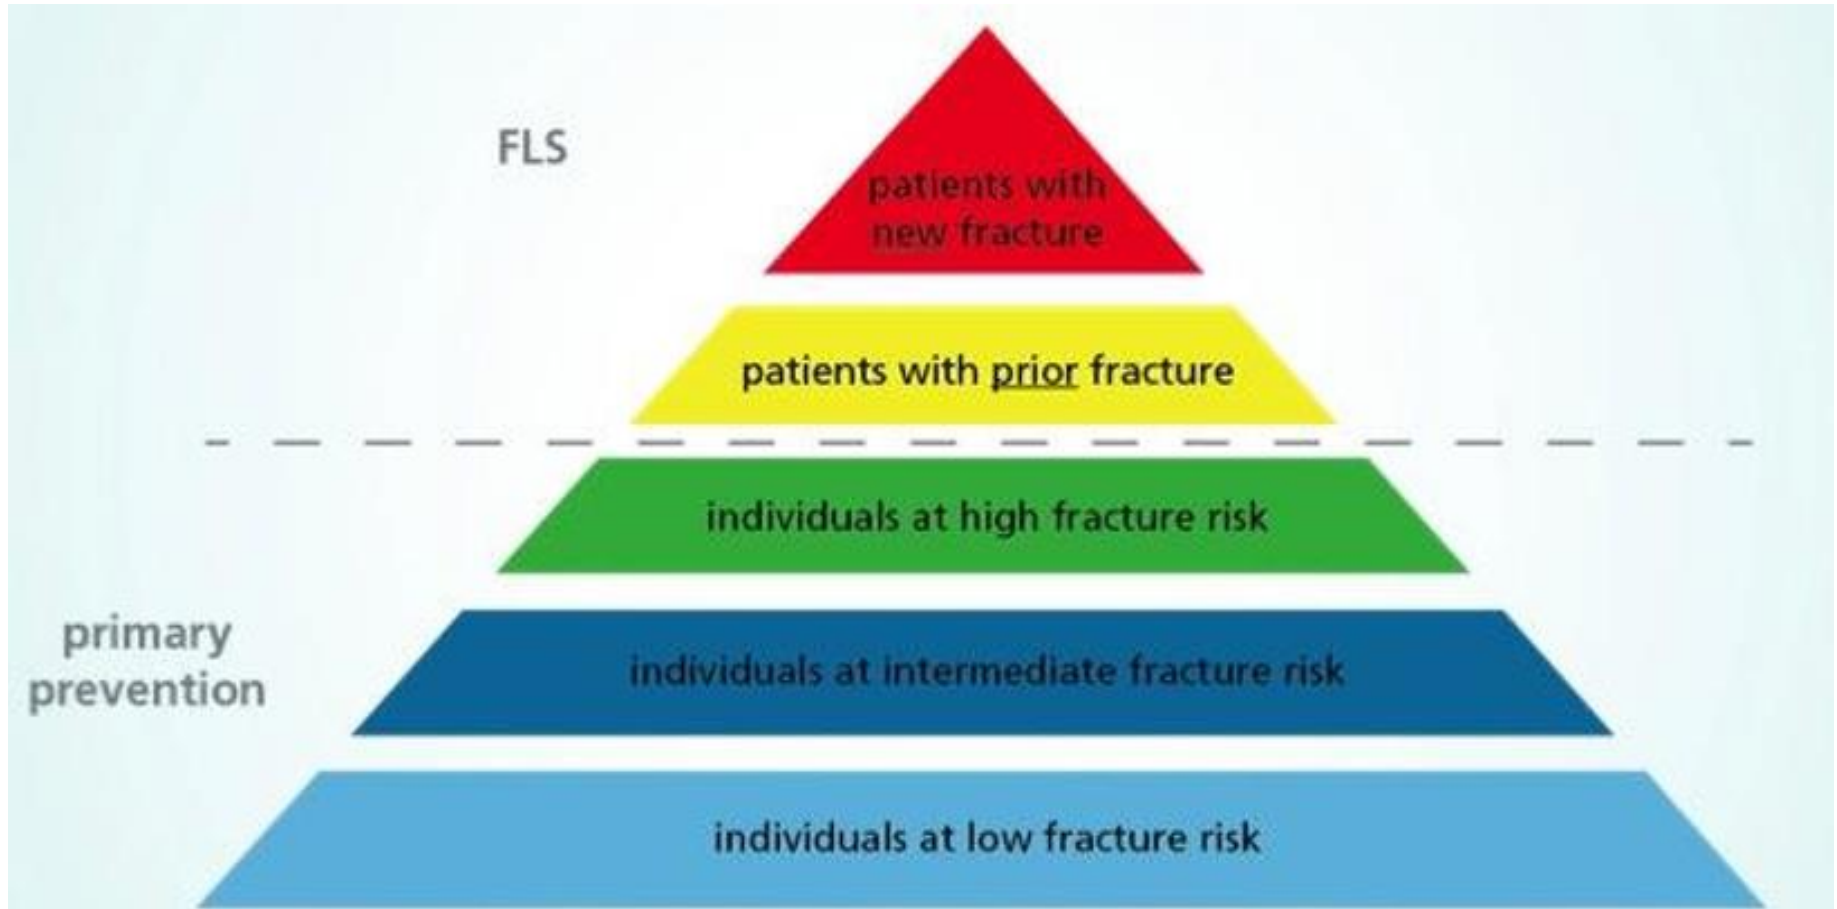 FLS
patients with
new fracture
patients with prior fracture
individuals at high fracture risk
primary
prevention
individuals at intermediate fracture risk
individuals at low fracture risk